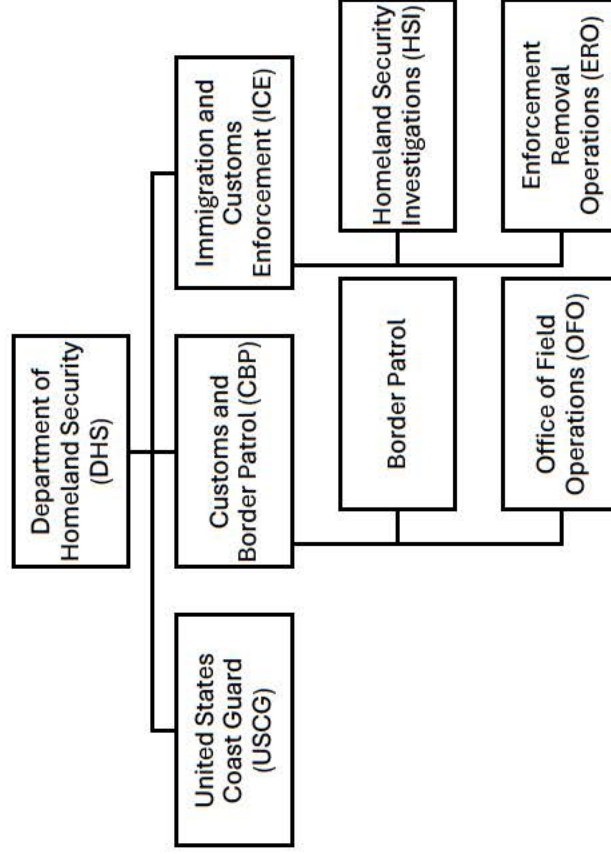 Department of
Homeland Security
(DHS)
United States
Coast Guard
(USCG)
Customs and
Border Patrol (CBP)
Immigration and
Customs
Enforcement (ICE)
Border Patrol
Office of Field
Operations (OFO)
Homeland Security
Investigations (HSI)
Enforcement
Removal
Operations (ERO)